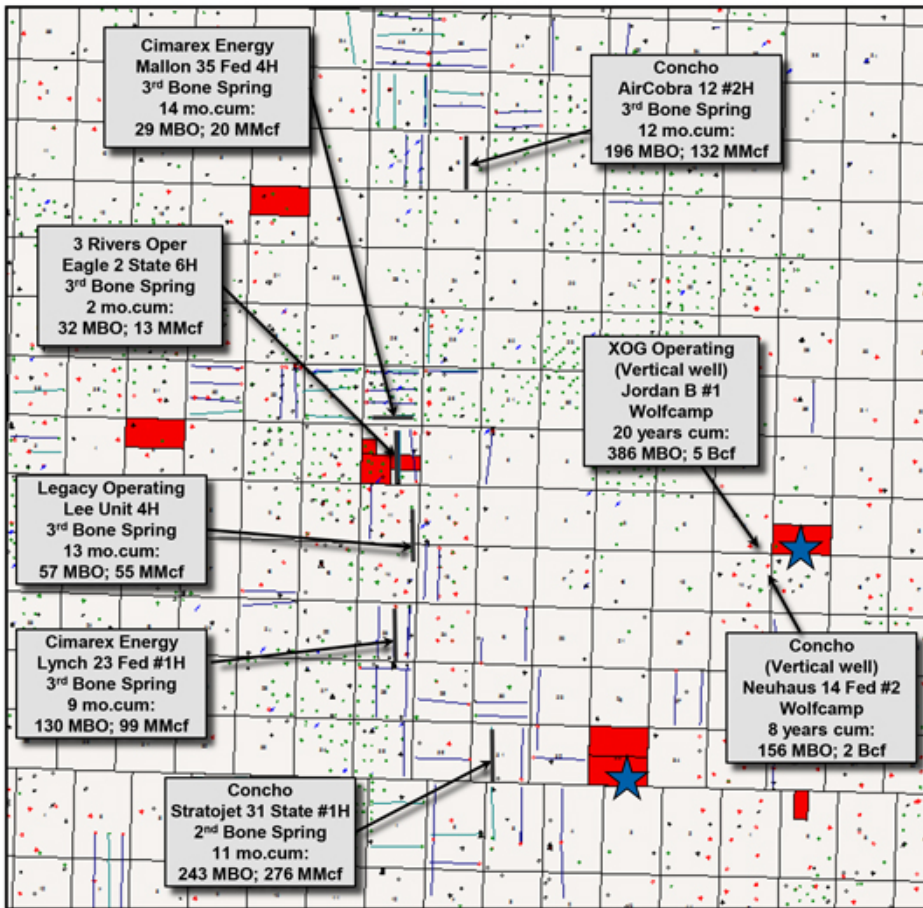 Cimarex Energy
Mallon 35 Fed 4H
3rd Bone Spring
14 mo.cum:
29 MBO; 20 MMcf
Concho
AirCobra 12 #2H
3rd Bone Spring
12 mo.cum:
196 MBO; 132 MMcf
3 Rivers Oper
Eagle 2 State 6H
3rd Bone Spring
2 mo.cum:
32 MBO; 13 MMcf
XOG Operating
(Vertical well)
Jordan B #1
Wolfcamp
20 years cum:
386 MBO; 5 Bcf
Legacy Operating
Lee Unit 4H
3rd Bone Spring
13 mo.cum:
57 MBO; 55 MMcf
Cimarex Energy
Lynch 23 Fed #1H
3rd Bone Spring
9 mo.cum:
130 MBO; 99 MMcf
Concho
(Vertical well)
Neuhaus 14 Fed #2
Wolfcamp
8 years cum:
156 MBO; 2 Bcf
Concho
Stratojet 31 State #1H
2nd Bone Spring
11 mo.cum:
243 MBO; 276 MMcf